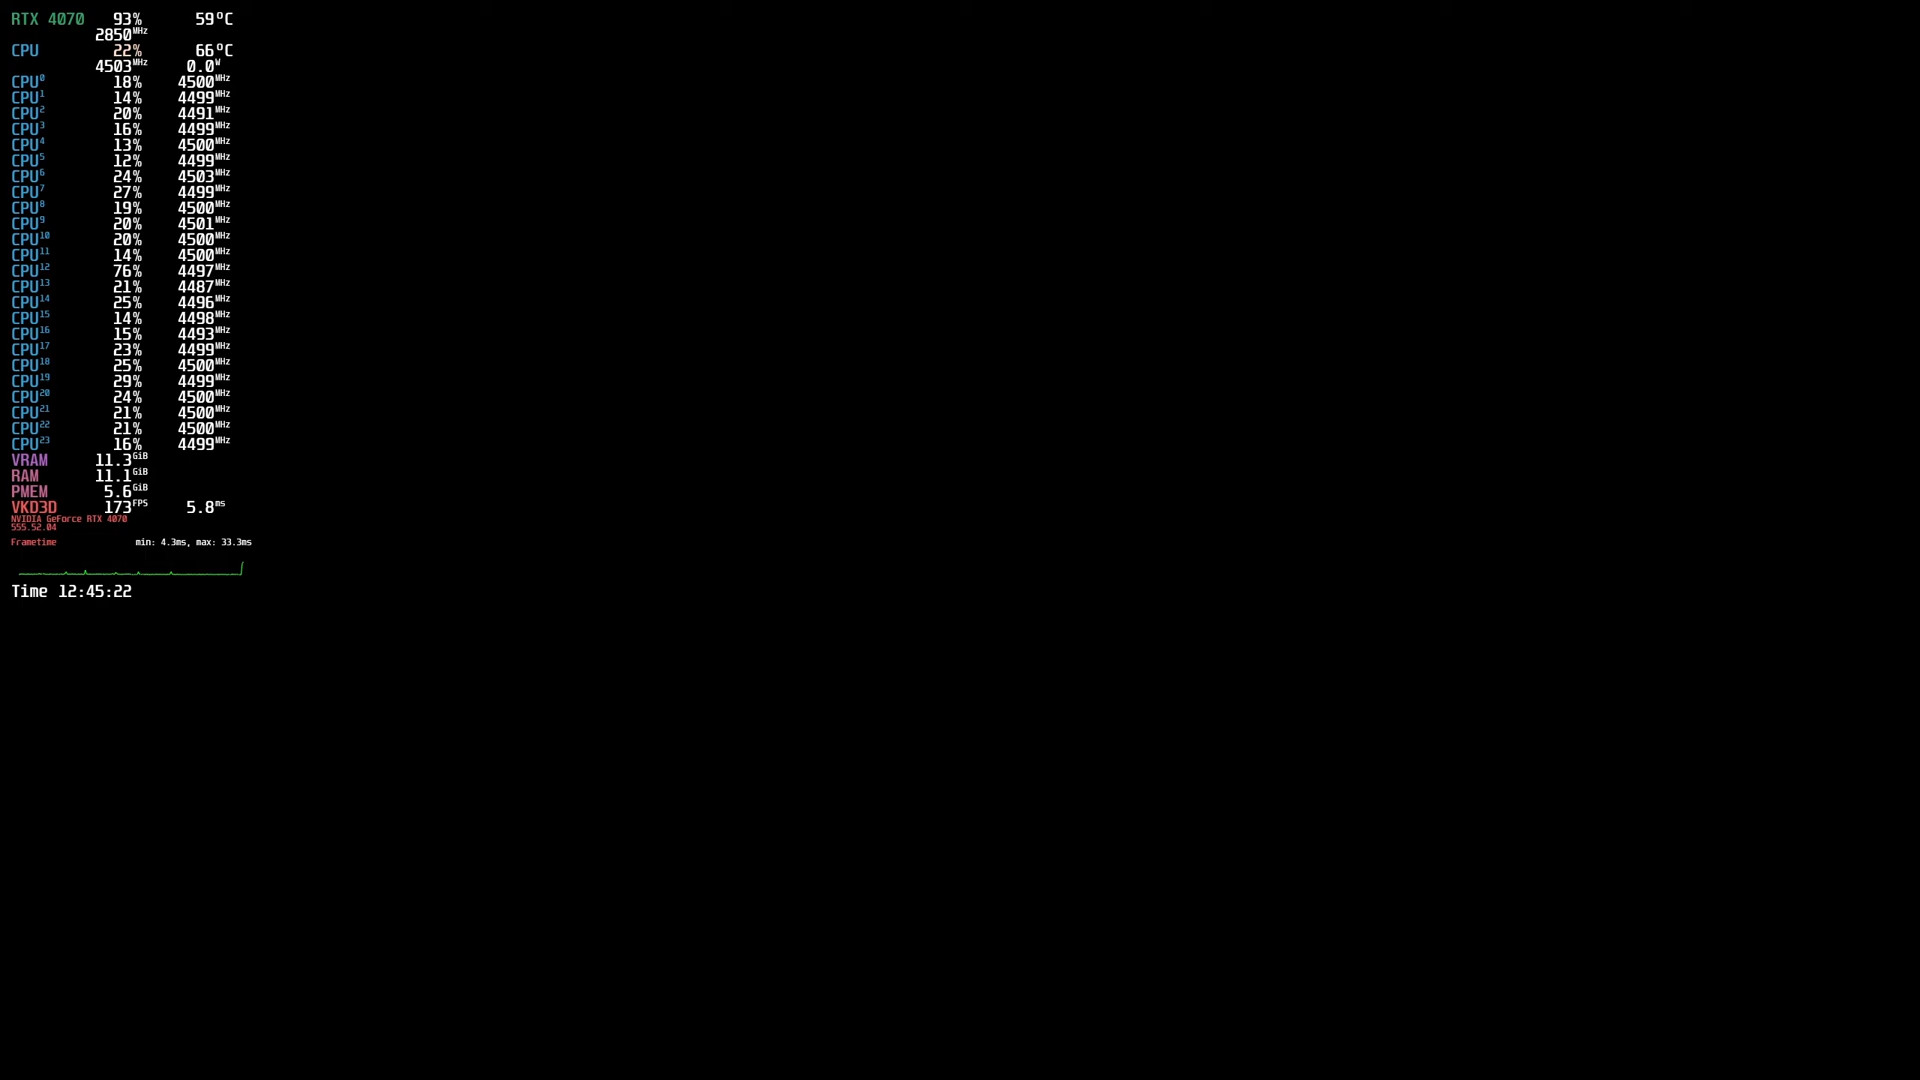 RTX 4070 93% 59°C
2850MHz
CPU 22% 66°C
4503MHz 0.0W
CPU0 18% 4500MHz
CPU1 14% 4499MHz
CPU2 20% 4491MHz
CPU3 16% 4499MHz
CPU4 13% 4500MHz
CPU5 12% 4499MHz
CPU6 24% 4503MHz
CPU7 27% 4499MHz
CPU8 19% 4500MHz
CPU9 20% 4501MHz
CPU10 20% 4500MHz
CPU11 14% 4500MHz
CPU12 76% 4497MHz
CPU13 21% 4487MHz
CPU14 25% 4496MHz
CPU15 14% 4498MHz
CPU16 15% 4493MHz
CPU17 23% 4499MHz
CPU18 25% 4500MHz
CPU19 29% 4499MHz
CPU20 24% 4500MHz
CPU21 21% 4500MHz
CPU22 21% 4500MHz
CPU23 16% 4499MHz
VRAM 11.3GiB
RAM 11.1GiB
PMEM 5.6GiB
VKD3D 173FPS 5.8ms
NVIDIA GeForce RTX 4070
555.52.04
Frametime min: 4.3ms, max: 33.3ms
Time 12:45:22